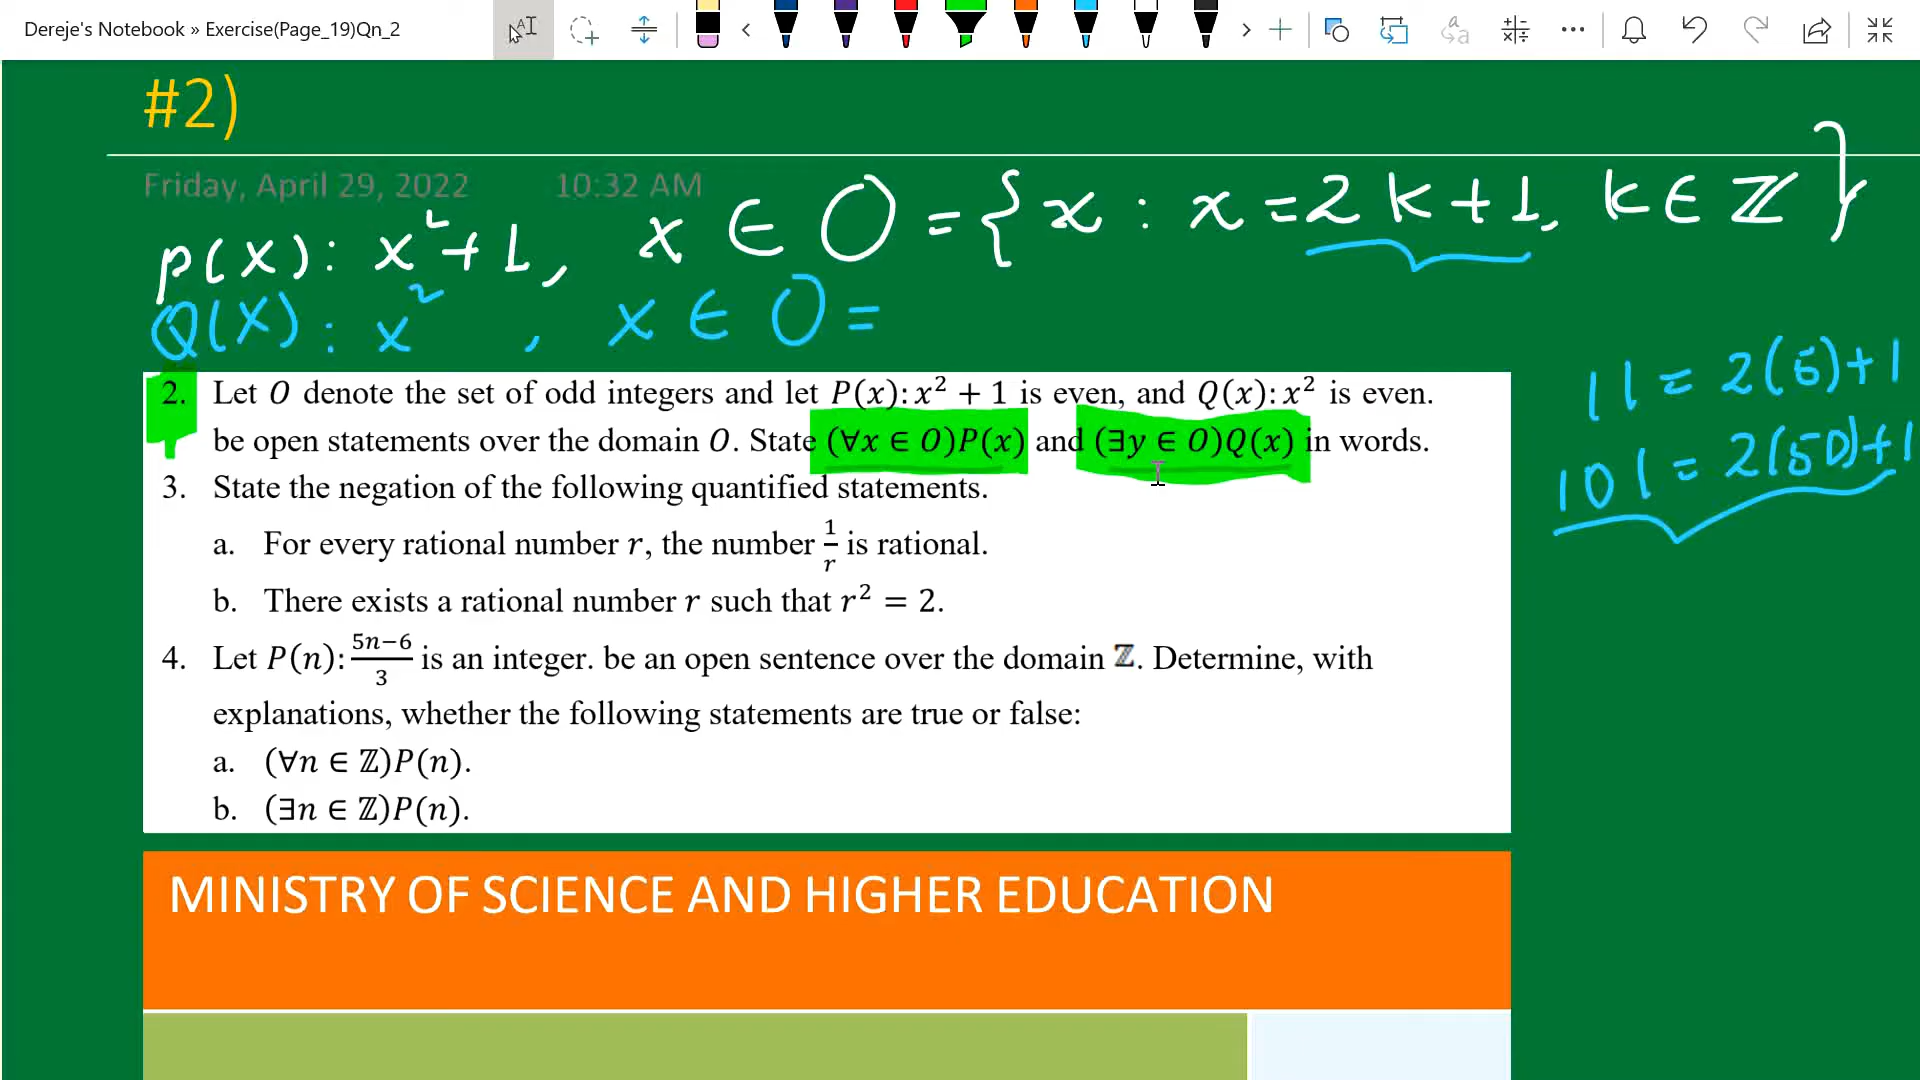 Dereje's Notebook » Exercise(Page_19)Qn_2
#2)
Friday, April 29, 2022 10:32 AM
P(x): x²+1, x ∈ O = {x : x = 2k+1, k ∈ ℤ}
Q(x): x² , x ∈ O =
2. Let O denote the set of odd integers and let P(x): x² + 1 is even, and Q(x): x² is even.
be open statements over the domain O. State (∀x ∈ O)P(x) and (∃y ∈ O)Q(x) in words.
3. State the negation of the following quantified statements.
a. For every rational number r, the number 1/r is rational.
b. There exists a rational number r such that r² = 2.
4. Let P(n): (5n−6)/3 is an integer. be an open sentence over the domain ℤ. Determine, with
explanations, whether the following statements are true or false:
a. (∀n ∈ ℤ)P(n).
b. (∃n ∈ ℤ)P(n).
11 = 2(5)+1
101 = 2(50)+1
MINISTRY OF SCIENCE AND HIGHER EDUCATION